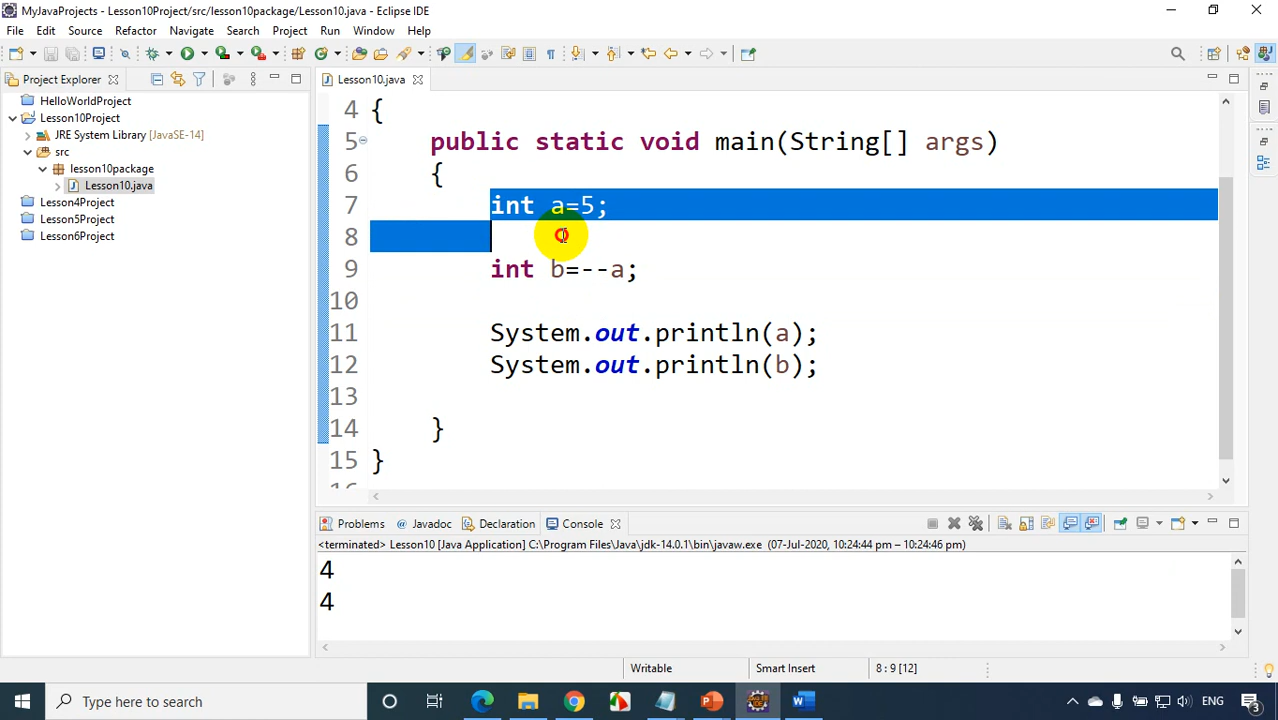 MyJavaProjects - Lesson10Project/src/lesson10package/Lesson10.java - Eclipse IDE
File Edit Source Refactor Navigate Search Project Run Window Help
Project Explorer
HelloWorldProject
Lesson10Project
JRE System Library [JavaSE-14]
src
lesson10package
Lesson10.java
Lesson4Project
Lesson5Project
Lesson6Project
Lesson10.java
4 {
5 public static void main(String[] args)
6 {
7 int a=5;
8
9 int b=--a;
10
11 System.out.println(a);
12 System.out.println(b);
13
14 }
15 }
Problems Javadoc Declaration Console
<terminated> Lesson10 [Java Application] C:\Program Files\Java\jdk-14.0.1\bin\javaw.exe (07-Jul-2020, 10:24:44 pm – 10:24:46 pm)
4
4
Writable Smart Insert 8 : 9 [12]
Type here to search
ENG
3